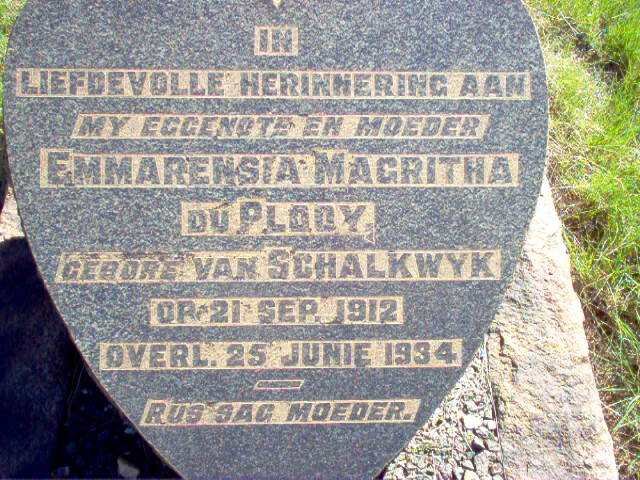 IN
LIEFDEVOLLE HERINNERING AAN
MY EGGENOTE EN MOEDER
EMMARENSIA MAGRITHA
DU PLOOY,
GEBORE VAN SCHALKWYK
OP 21 SEP. 1912
OVERL. 25 JUNIE 1934.
—
RUS SAG MOEDER.